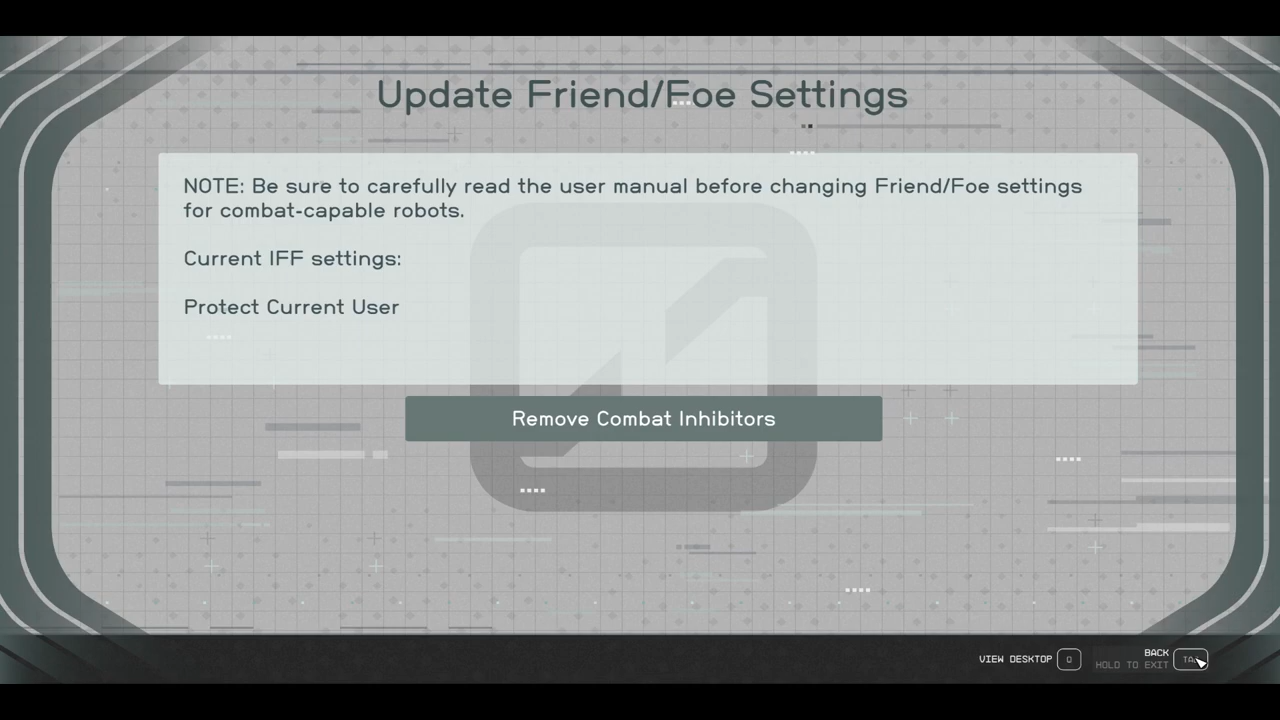 Update Friend/Foe Settings
NOTE: Be sure to carefully read the user manual before changing Friend/Foe settings
for combat-capable robots.
Current IFF settings:
Protect Current User
Remove Combat Inhibitors
VIEW DESKTOP Q
BACK
HOLD TO EXIT